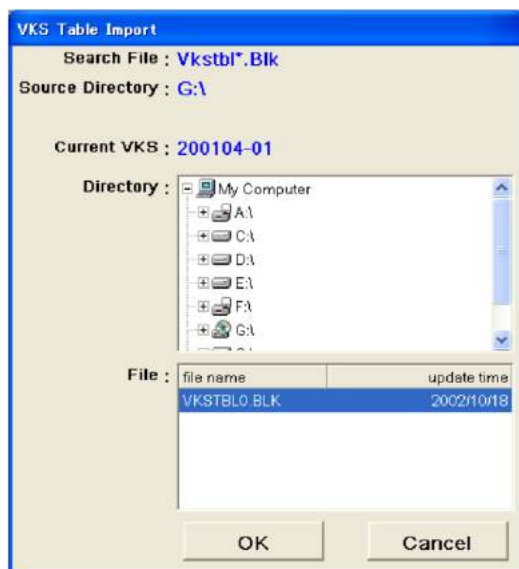 VKS Table Import
Search File : Vkstbl*.Blk
Source Directory : G:\
Current VKS : 200104-01
Directory :
My Computer
A:\
C:\
D:\
E:\
F:\
G:\
File :
file name update time
VKSTBL0.BLK 2002/10/18
OK Cancel